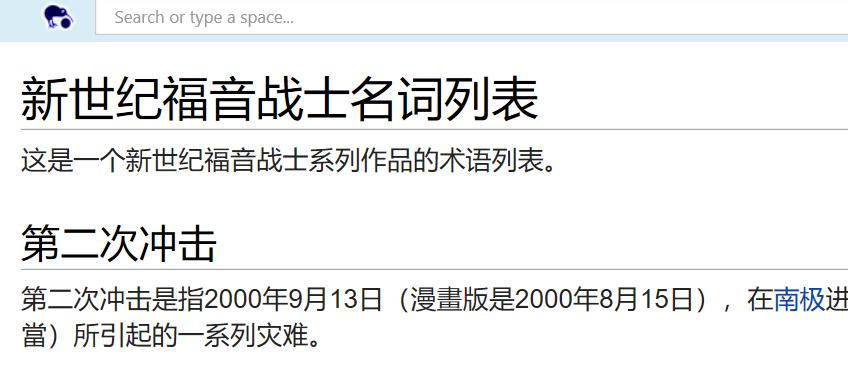 Search or type a space...
新世纪福音战士名词列表
这是一个新世纪福音战士系列作品的术语列表。
第二次冲击
第二次冲击是指2000年9月13日（漫畫版是2000年8月15日），在南极进
當）所引起的一系列灾难。